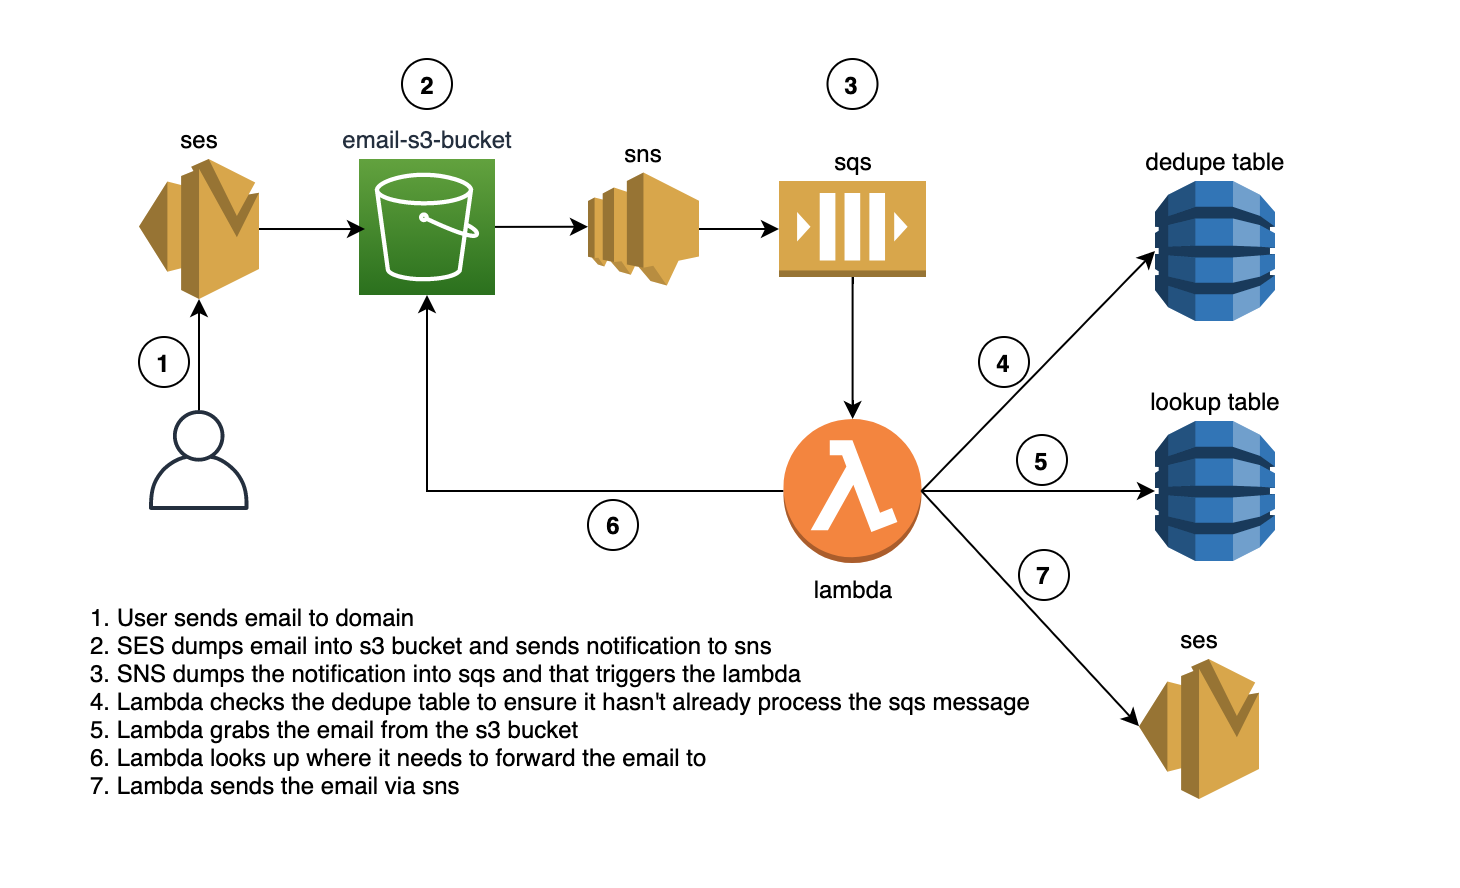 2
3
ses
email-s3-bucket
sns
sqs
dedupe table
1
4
lookup table
5
6
7
lambda
ses
1. User sends email to domain
2. SES dumps email into s3 bucket and sends notification to sns
3. SNS dumps the notification into sqs and that triggers the lambda
4. Lambda checks the dedupe table to ensure it hasn't already process the sqs message
5. Lambda grabs the email from the s3 bucket
6. Lambda looks up where it needs to forward the email to
7. Lambda sends the email via sns